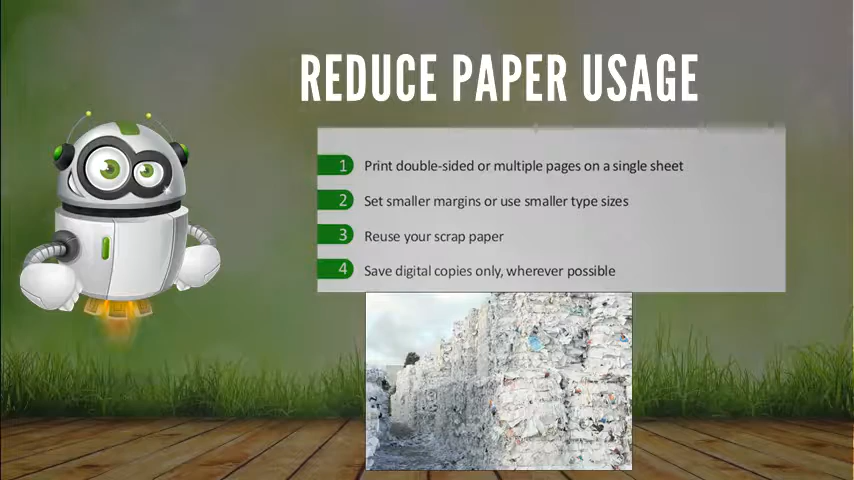 REDUCE PAPER USAGE
1 Print double-sided or multiple pages on a single sheet
2 Set smaller margins or use smaller type sizes
3 Reuse your scrap paper
4 Save digital copies only, wherever possible